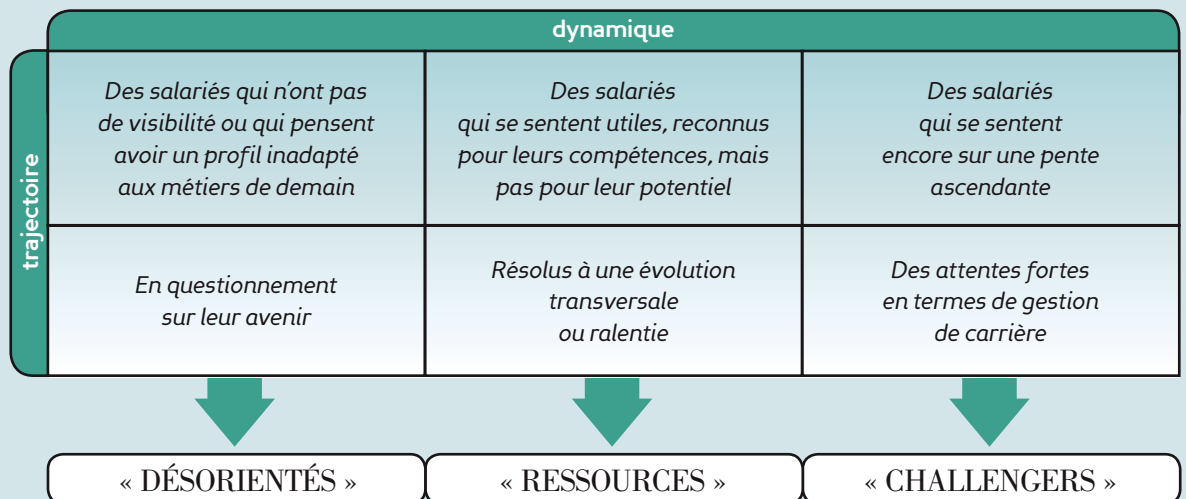 dynamique
trajectoire
Des salariés qui n'ont pas
de visibilité ou qui pensent
avoir un profil inadapté
aux métiers de demain
Des salariés
qui se sentent utiles, reconnus
pour leurs compétences, mais
pas pour leur potentiel
Des salariés
qui se sentent
encore sur une pente
ascendante
En questionnement
sur leur avenir
Résolus à une évolution
transversale
ou ralentie
Des attentes fortes
en termes de gestion
de carrière
« DÉSORIENTÉS »
« RESSOURCES »
« CHALLENGERS »